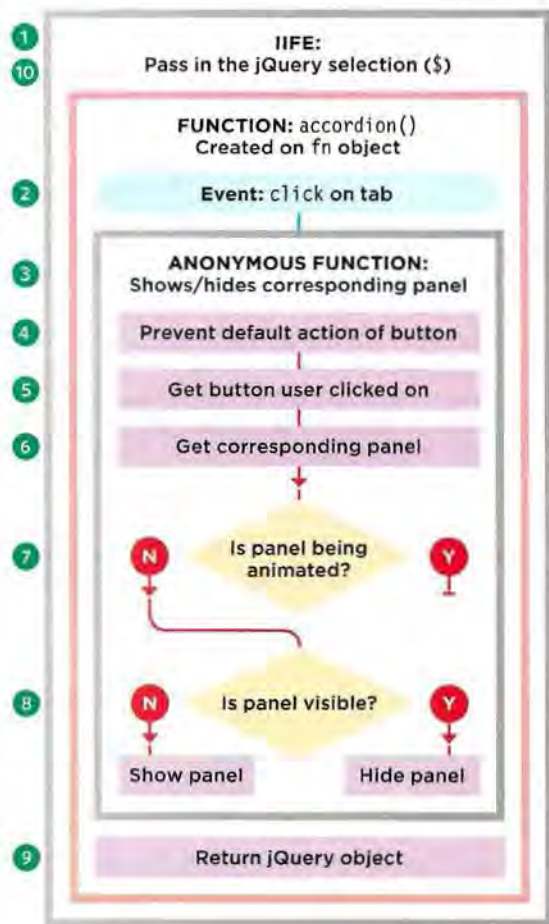 1
IIFE:
10
Pass in the jQuery selection ($)
FUNCTION: accordion()
Created on fn object
2
Event: click on tab
3
ANONYMOUS FUNCTION:
Shows/hides corresponding panel
4
Prevent default action of button
5
Get button user clicked on
6
Get corresponding panel
7
N
Is panel being
animated?
Y
8
N
Is panel visible?
Y
Show panel
Hide panel
9
Return jQuery object